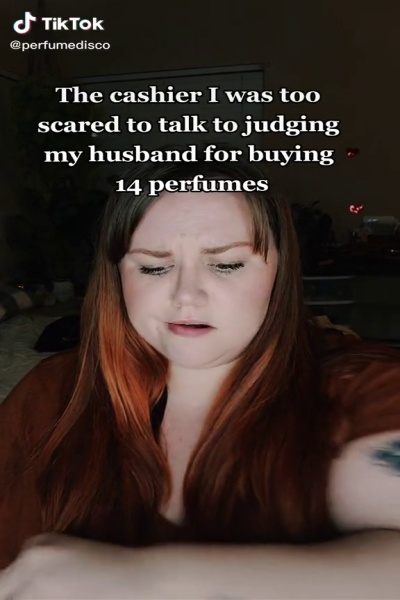 TikTok
@perfumedisco
The cashier I was too
scared to talk to judging
my husband for buying
14 perfumes